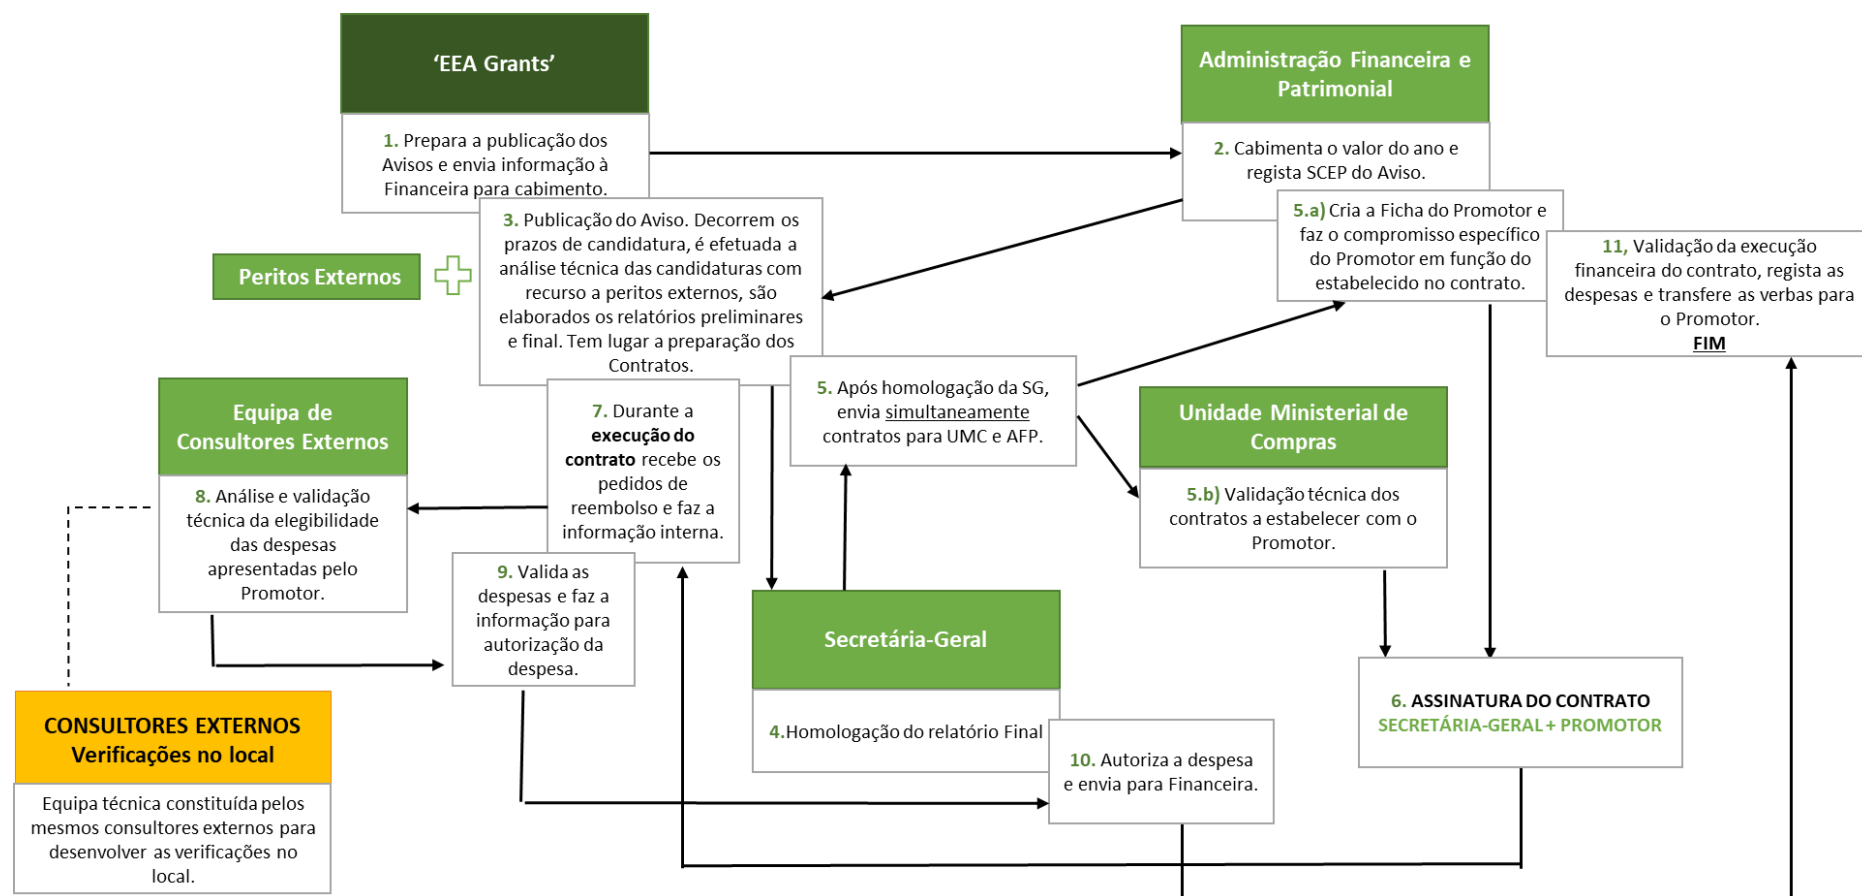 ‘EEA Grants’
1. Prepara a publicação dos
Avisos e envia informação à
Financeira para cabimento.
Administração Financeira e
Patrimonial
2. Cabimenta o valor do ano e
regista SCEP do Aviso.
3. Publicação do Aviso. Decorrem os
prazos de candidatura, é efetuada a
análise técnica das candidaturas com
recurso a peritos externos, são
elaborados os relatórios preliminares
e final. Tem lugar a preparação dos
Contratos.
Peritos Externos
5.a) Cria a Ficha do Promotor e
faz o compromisso específico
do Promotor em função do
estabelecido no contrato.
11, Validação da execução
financeira do contrato, regista as
despesas e transfere as verbas para
o Promotor.
FIM
5. Após homologação da SG,
envia simultaneamente
contratos para UMC e AFP.
Unidade Ministerial de
Compras
5.b) Validação técnica dos
contratos a estabelecer com o
Promotor.
7. Durante a
execução do
contrato recebe os
pedidos de
reembolso e faz a
informação interna.
Equipa de
Consultores Externos
8. Análise e validação
técnica da elegibilidade
das despesas
apresentadas pelo
Promotor.
9. Valida as
despesas e faz a
informação para
autorização da
despesa.
Secretária-Geral
4.Homologação do relatório Final
10. Autoriza a despesa
e envia para Financeira.
6. ASSINATURA DO CONTRATO
SECRETÁRIA-GERAL + PROMOTOR
CONSULTORES EXTERNOS
Verificações no local
Equipa técnica constituída pelos
mesmos consultores externos para
desenvolver as verificações no
local.